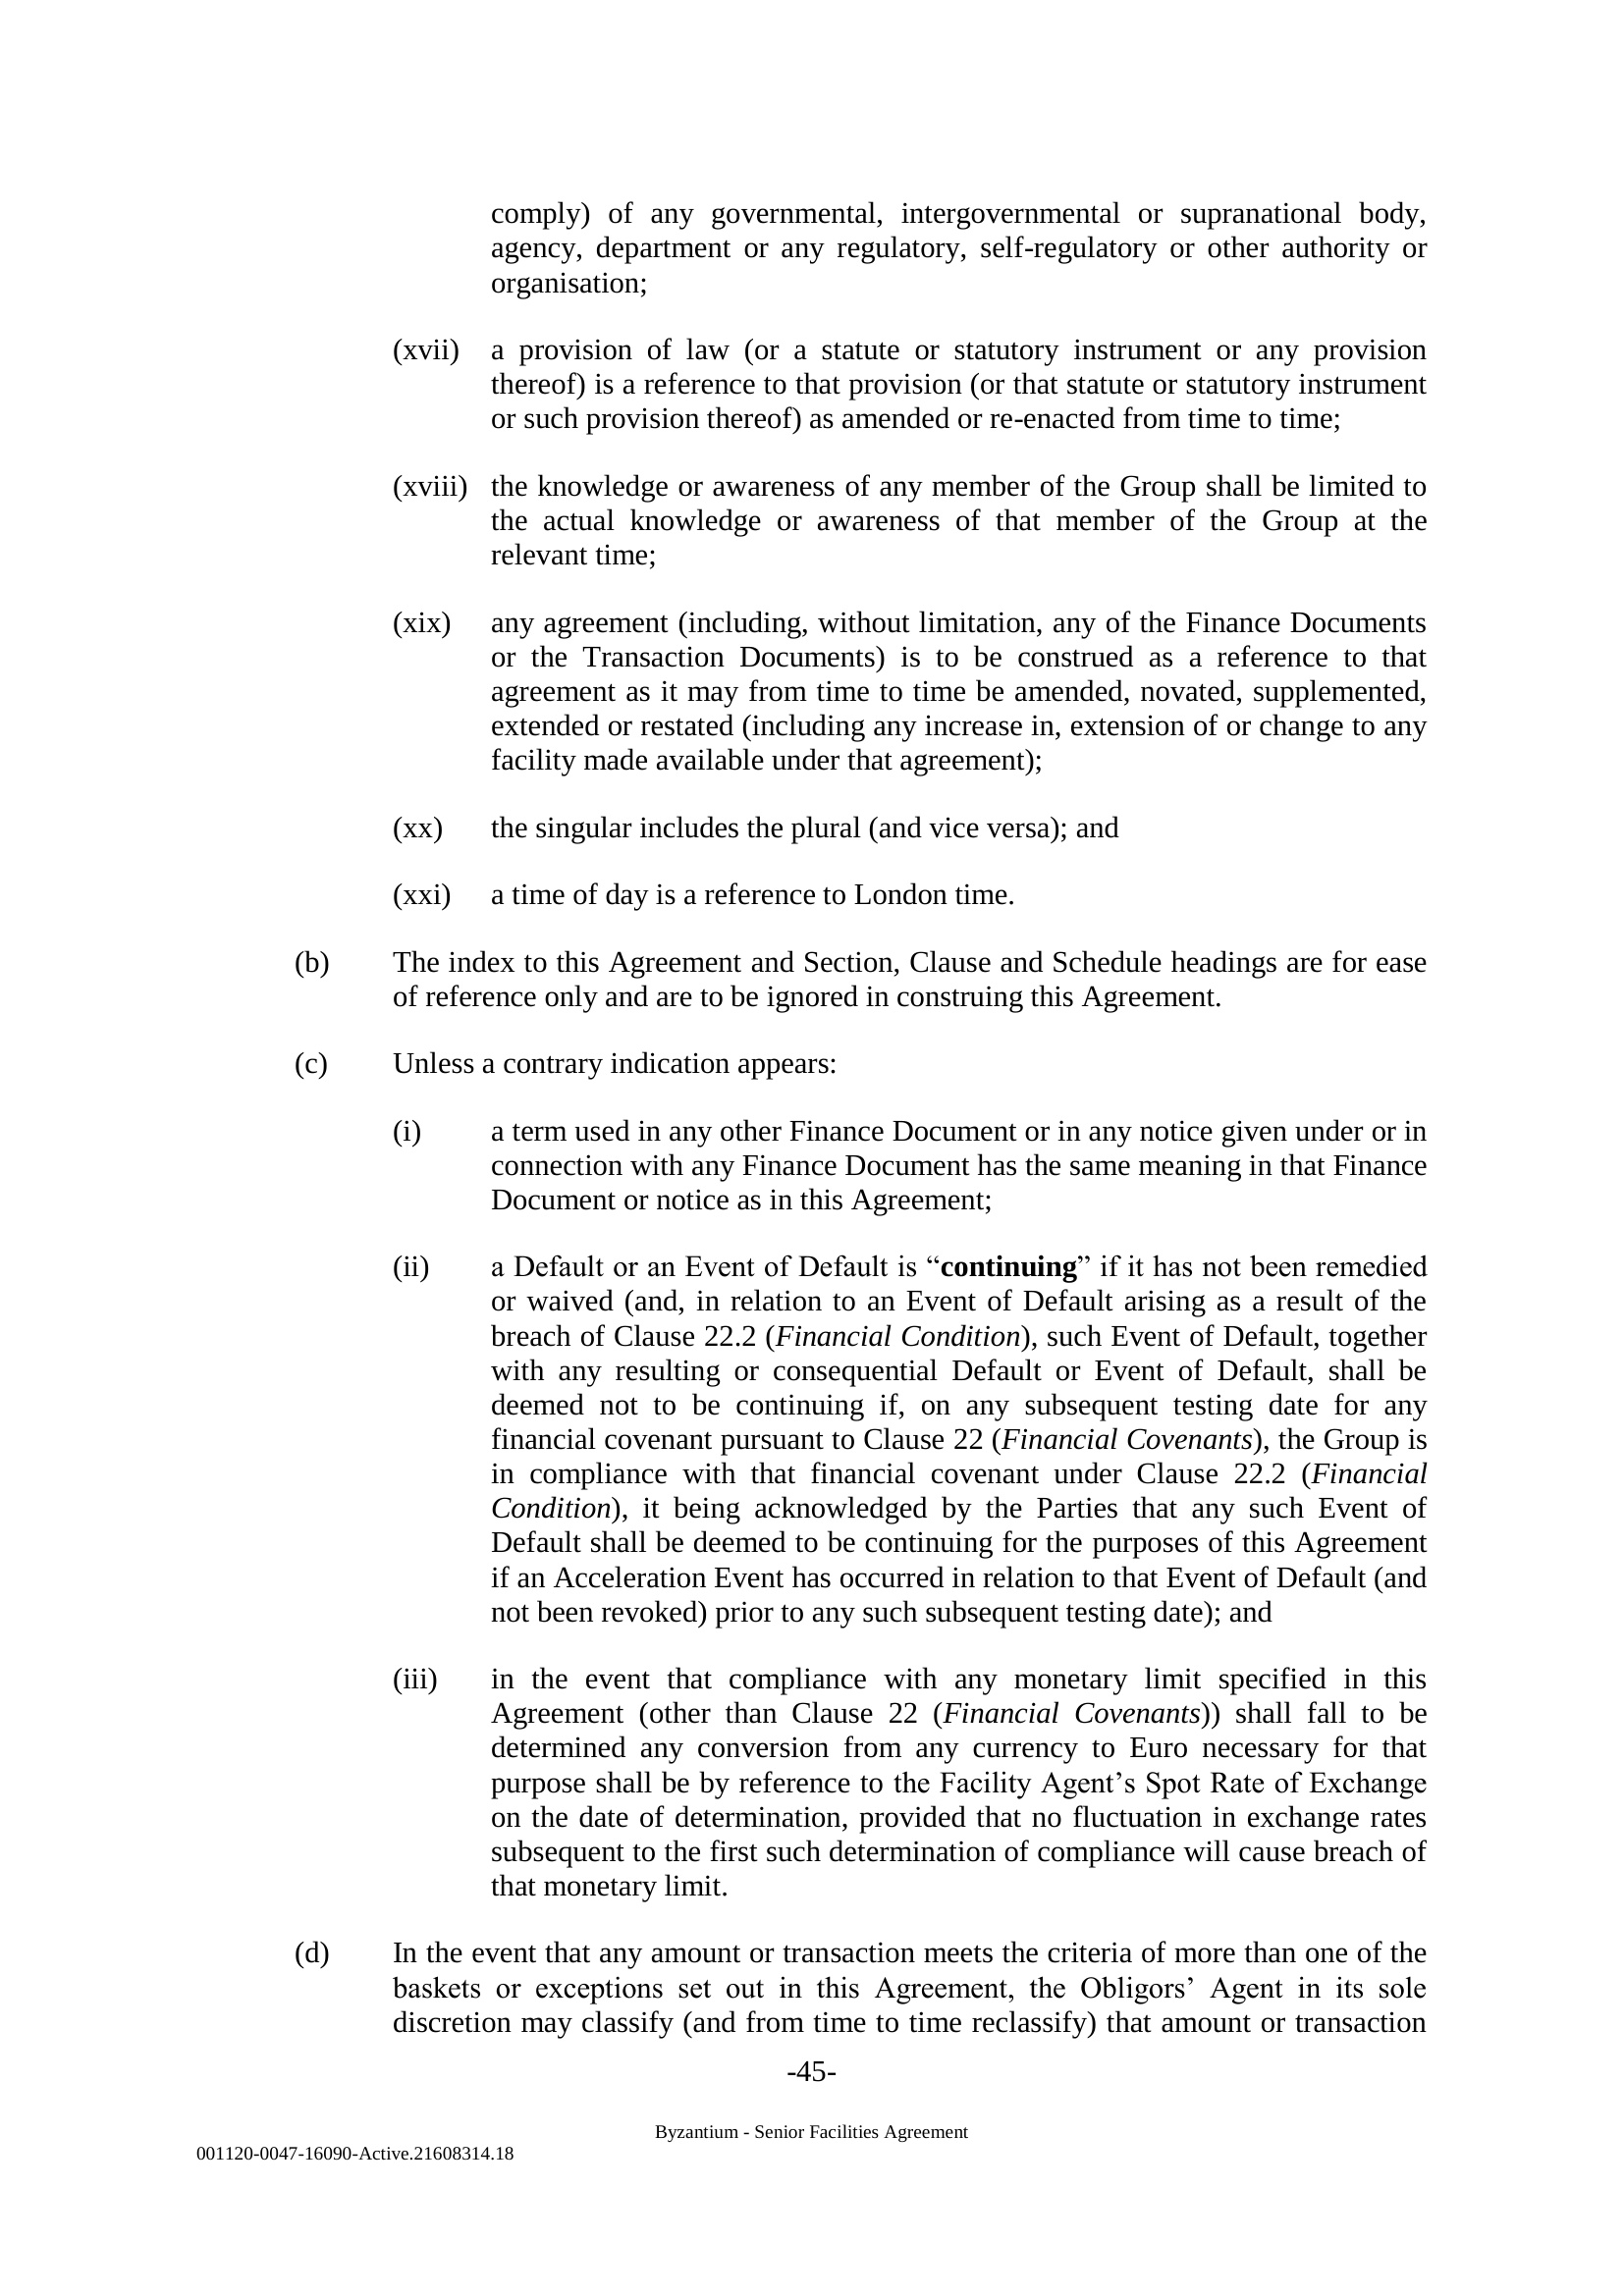 comply) of any governmental, intergovernmental or supranational body,
agency, department or any regulatory, self-regulatory or other authority or
organisation;
(xvii) a provision of law (or a statute or statutory instrument or any provision
thereof) is a reference to that provision (or that statute or statutory instrument
or such provision thereof) as amended or re-enacted from time to time;
(xviii) the knowledge or awareness of any member of the Group shall be limited to
the actual knowledge or awareness of that member of the Group at the
relevant time;
(xix) any agreement (including, without limitation, any of the Finance Documents
or the Transaction Documents) is to be construed as a reference to that
agreement as it may from time to time be amended, novated, supplemented,
extended or restated (including any increase in, extension of or change to any
facility made available under that agreement);
(xx) the singular includes the plural (and vice versa); and
(xxi) a time of day is a reference to London time.
(b) The index to this Agreement and Section, Clause and Schedule headings are for ease
of reference only and are to be ignored in construing this Agreement.
(c) Unless a contrary indication appears:
(i) a term used in any other Finance Document or in any notice given under or in
connection with any Finance Document has the same meaning in that Finance
Document or notice as in this Agreement;
(ii) a Default or an Event of Default is “continuing” if it has not been remedied
or waived (and, in relation to an Event of Default arising as a result of the
breach of Clause 22.2 (Financial Condition), such Event of Default, together
with any resulting or consequential Default or Event of Default, shall be
deemed not to be continuing if, on any subsequent testing date for any
financial covenant pursuant to Clause 22 (Financial Covenants), the Group is
in compliance with that financial covenant under Clause 22.2 (Financial
Condition), it being acknowledged by the Parties that any such Event of
Default shall be deemed to be continuing for the purposes of this Agreement
if an Acceleration Event has occurred in relation to that Event of Default (and
not been revoked) prior to any such subsequent testing date); and
(iii) in the event that compliance with any monetary limit specified in this
Agreement (other than Clause 22 (Financial Covenants)) shall fall to be
determined any conversion from any currency to Euro necessary for that
purpose shall be by reference to the Facility Agent’s Spot Rate of Exchange
on the date of determination, provided that no fluctuation in exchange rates
subsequent to the first such determination of compliance will cause breach of
that monetary limit.
(d) In the event that any amount or transaction meets the criteria of more than one of the
baskets or exceptions set out in this Agreement, the Obligors’ Agent in its sole
discretion may classify (and from time to time reclassify) that amount or transaction
-45-
Byzantium - Senior Facilities Agreement
001120-0047-16090-Active.21608314.18